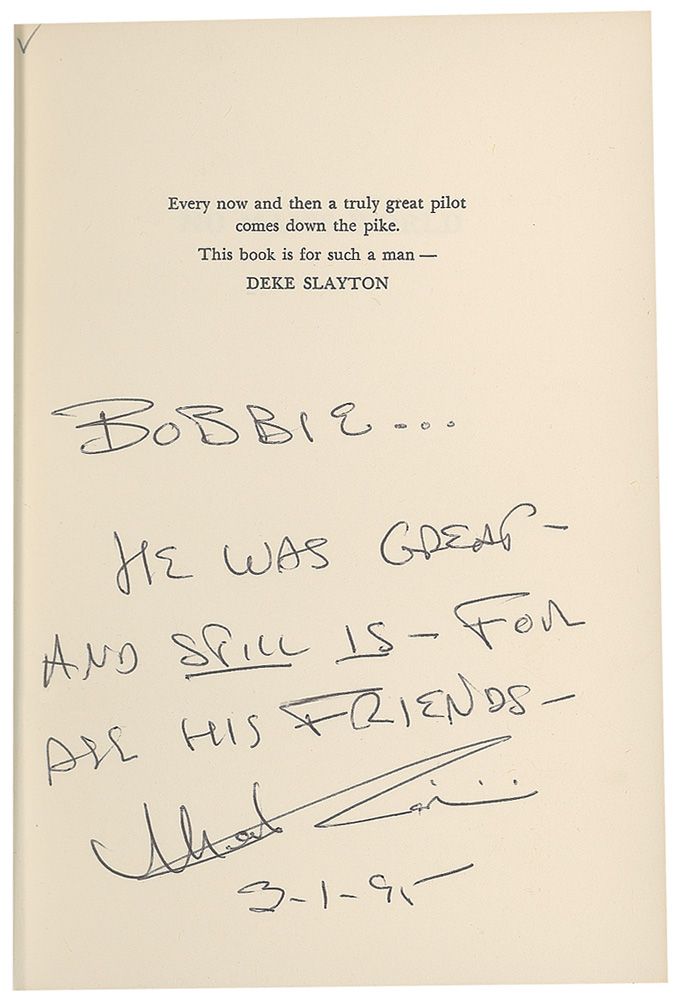 Every now and then a truly great pilot
comes down the pike.
This book is for such a man —
DEKE SLAYTON
BOBBIE ...
HE WAS GREAT —
AND STILL IS — FOR
ALL HIS FRIENDS —
3-1-95